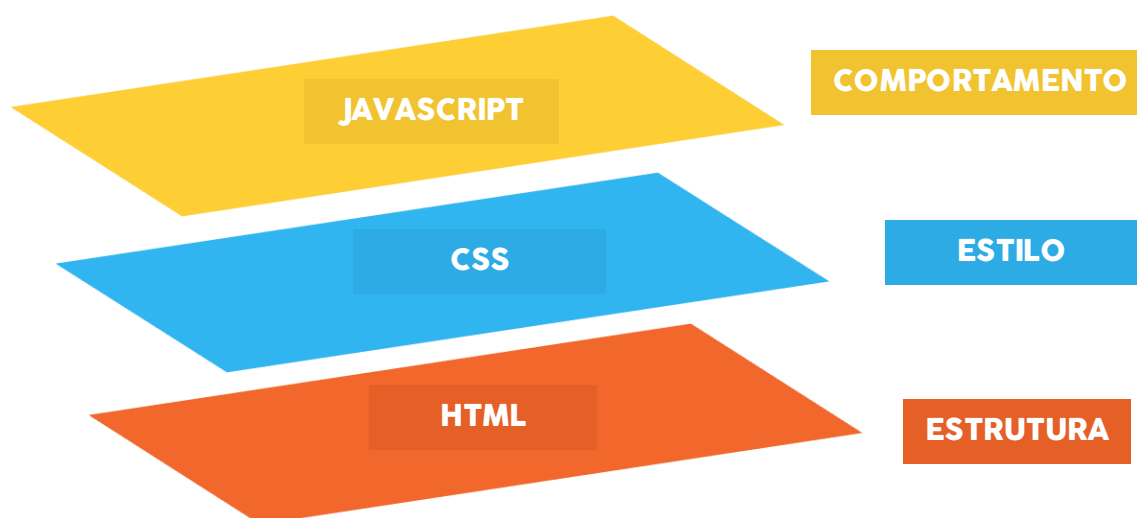 JAVASCRIPT
COMPORTAMENTO
CSS
ESTILO
HTML
ESTRUTURA